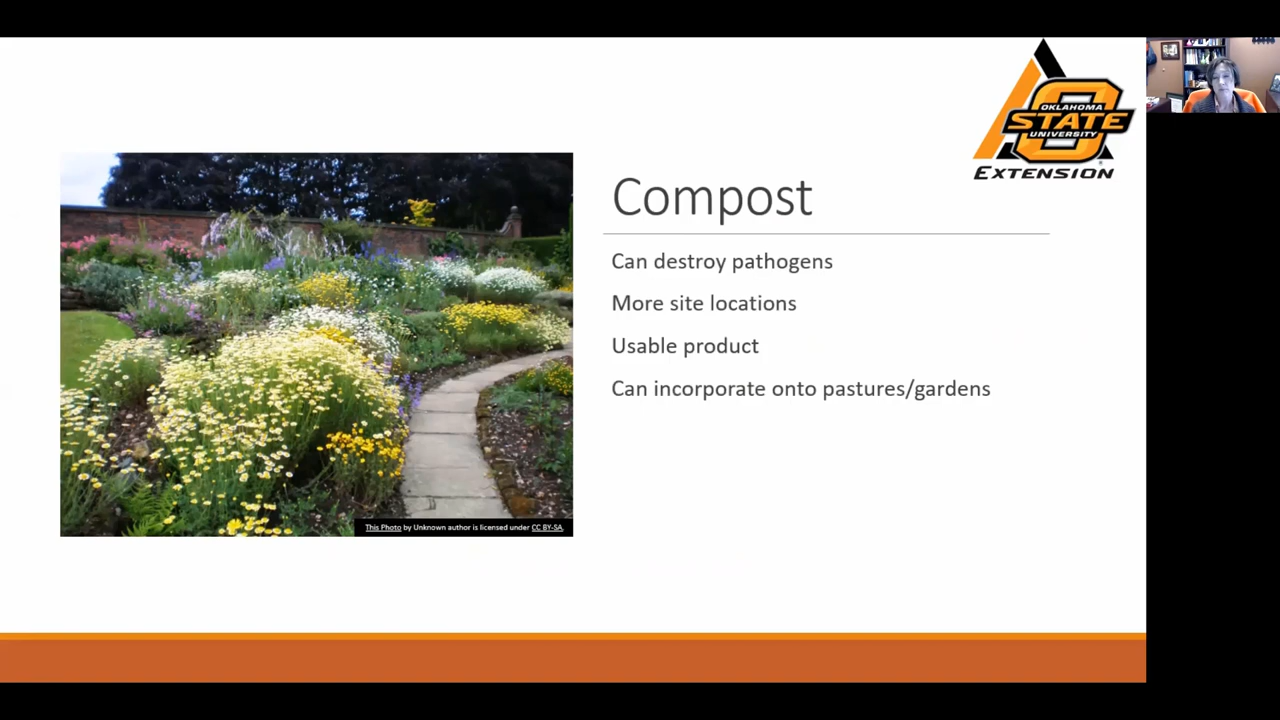 OKLAHOMA
STATE
UNIVERSITY
EXTENSION
Compost
Can destroy pathogens
More site locations
Usable product
Can incorporate onto pastures/gardens
This Photo by Unknown author is licensed under CC BY-SA.